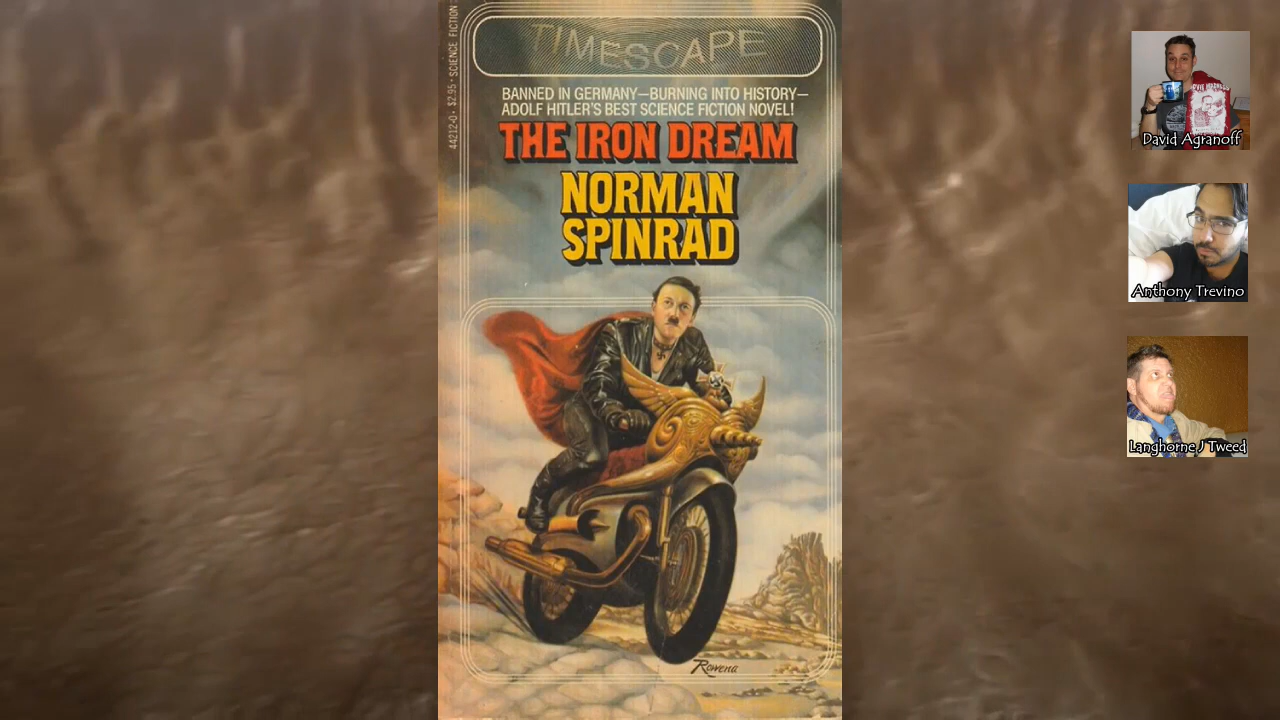 TIMESCAPE
44212-0 • $2.95 • SCIENCE FICTION
BANNED IN GERMANY—BURNING INTO HISTORY—
ADOLF HITLER'S BEST SCIENCE FICTION NOVEL!
THE IRON DREAM
NORMAN
SPINRAD
Rowena
David Agranoff
Anthony Trevino
Langhorne J Tweed